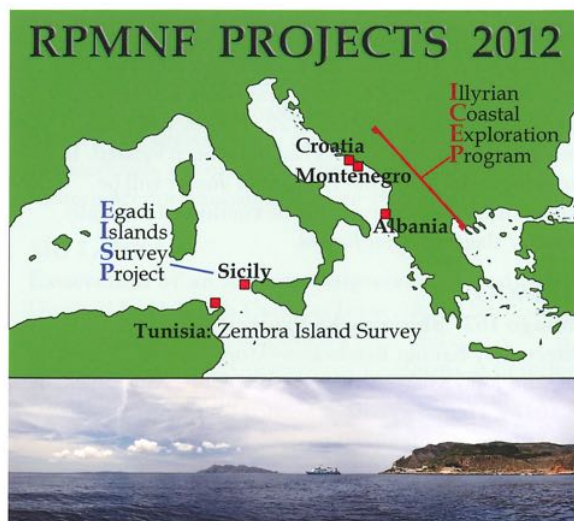 RPMNF PROJECTS 2012
Illyrian
Coastal
Exploration
Program
Croatia
Montenegro
Albania
Egadi
Islands
Survey
Project
Sicily
Tunisia: Zembra Island Survey